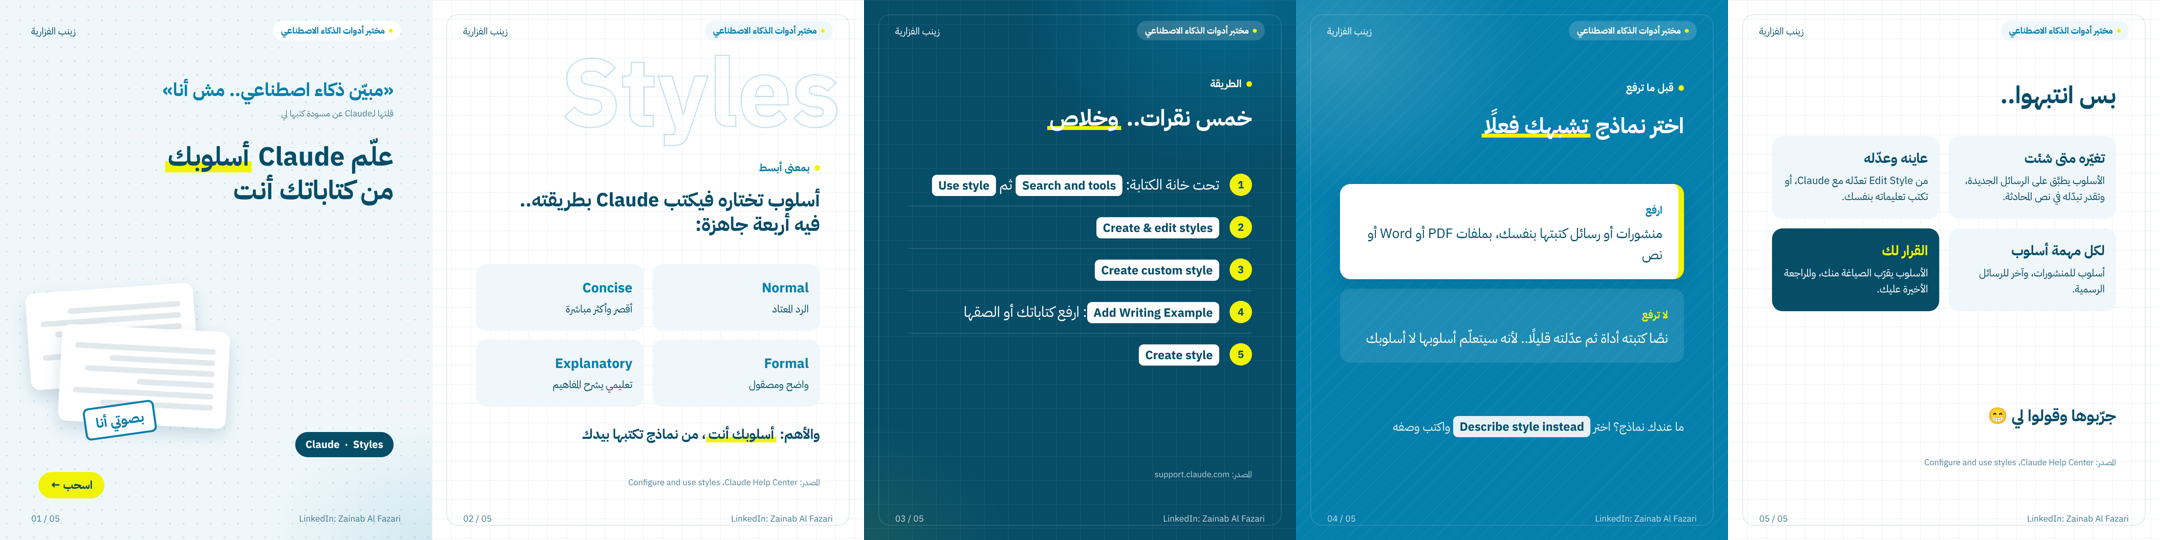 مختبر أدوات الذكاء الاصطناعي
زينب الفزارية
«مبيّن ذكاء اصطناعي.. مش أنا»
قلتها لـClaude عن مسودة كتبها لي
علّم Claude أسلوبك
من كتاباتك أنت
بصوتي أنا
Claude · Styles
اسحب ←
01 / 05
LinkedIn: Zainab Al Fazari
مختبر أدوات الذكاء الاصطناعي
زينب الفزارية
Styles
بمعنى أبسط
أسلوب تختاره فيكتب Claude بطريقته..
فيه أربعة جاهزة:
Normal
الرد المعتاد
Concise
أقصر وأكثر مباشرة
Formal
واضح ومصقول
Explanatory
تعليمي يشرح المفاهيم
والأهم: أسلوبك أنت، من نماذج تكتبها بيدك
المصدر: Configure and use styles ،Claude Help Center
02 / 05
LinkedIn: Zainab Al Fazari
مختبر أدوات الذكاء الاصطناعي
زينب الفزارية
الطريقة
خمس نقرات.. وخلاص
1 تحت خانة الكتابة: Search and tools ثم Use style
2 Create & edit styles
3 Create custom style
4 Add Writing Example: ارفع كتاباتك أو الصقها
5 Create style
المصدر: support.claude.com
03 / 05
LinkedIn: Zainab Al Fazari
مختبر أدوات الذكاء الاصطناعي
زينب الفزارية
قبل ما ترفع
اختر نماذج تشبهك فعلًا
ارفع
منشورات أو رسائل كتبتها بنفسك، بملفات PDF أو Word أو
نص
لا ترفع
نصًا كتبته أداة ثم عدّلته قليلًا.. لأنه سيتعلّم أسلوبها لا أسلوبك
ما عندك نماذج؟ اختر Describe style instead واكتب وصفه
04 / 05
LinkedIn: Zainab Al Fazari
مختبر أدوات الذكاء الاصطناعي
زينب الفزارية
بس انتبهوا..
تغيّره متى شئت
الأسلوب يطبَّق على الرسائل الجديدة،
وتقدر تبدّله في نص المحادثة.
عاينه وعدّله
من Edit Style تعدّله مع Claude، أو
تكتب تعليماته بنفسك.
لكل مهمة أسلوب
أسلوب للمنشورات، وآخر للرسائل
الرسمية.
القرار لك
الأسلوب يقرّب الصياغة منك، والمراجعة
الأخيرة عليك.
جرّبوها وقولوا لي 😁
المصدر: Configure and use styles ،Claude Help Center
05 / 05
LinkedIn: Zainab Al Fazari